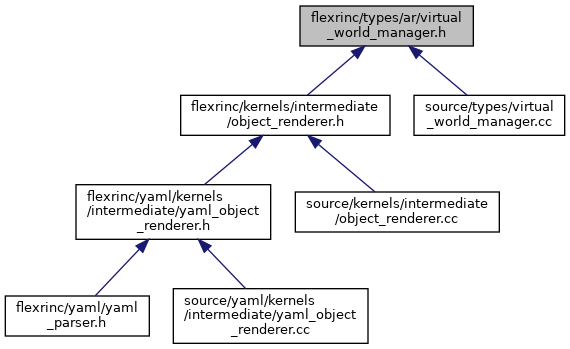 flexrinc/types/ar/virtual
_world_manager.h
flexrinc/kernels/intermediate
/object_renderer.h
source/types/virtual
_world_manager.cc
flexrinc/yaml/kernels
/intermediate/yaml_object
_renderer.h
source/kernels/intermediate
/object_renderer.cc
flexrinc/yaml/yaml
_parser.h
source/yaml/kernels
/intermediate/yaml_object
_renderer.cc